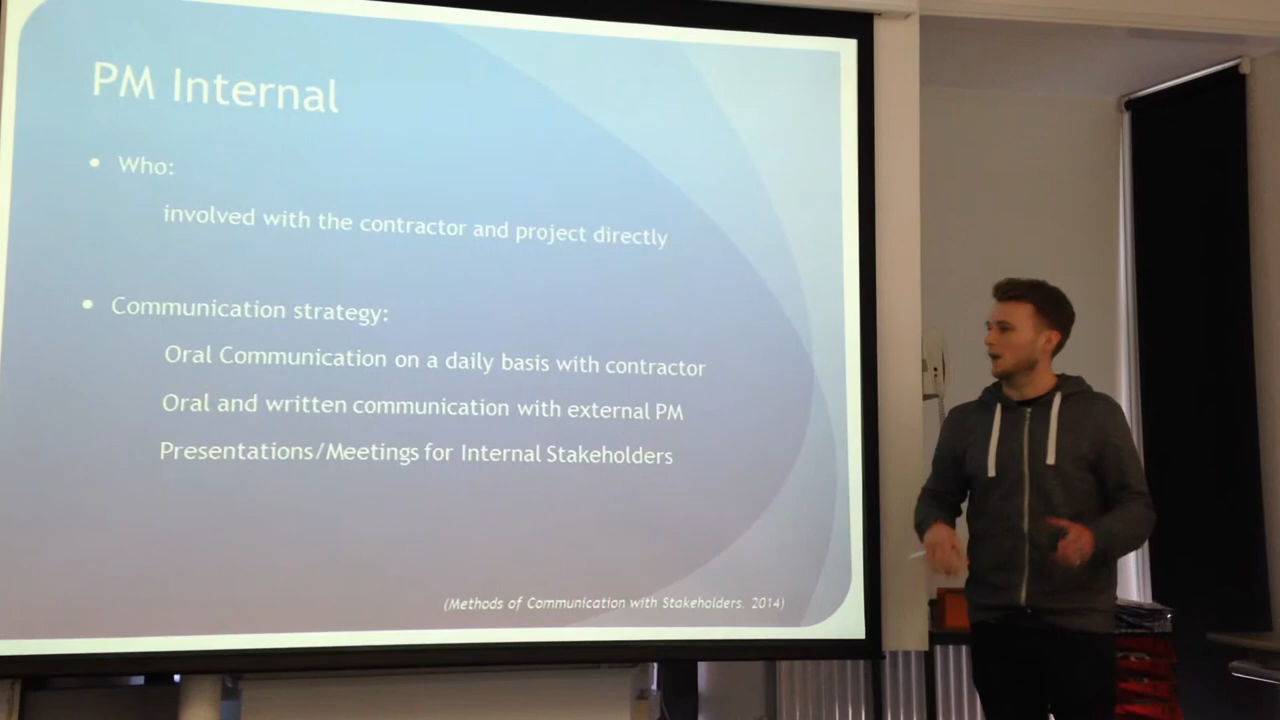 PM Internal
• Who:
involved with the contractor and project directly
• Communication strategy:
Oral Communication on a daily basis with contractor
Oral and written communication with external PM
Presentations/Meetings for Internal Stakeholders
(Methods of Communication with Stakeholders. 2014)